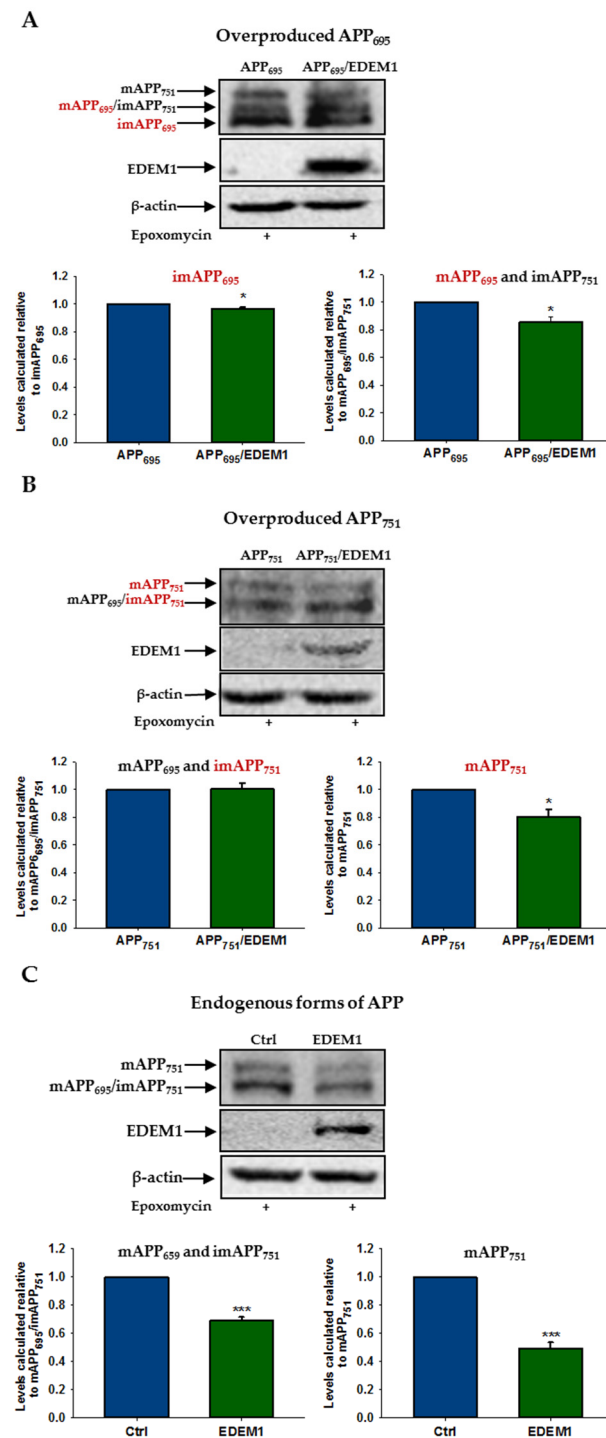 A
Overproduced APP695
APP695 APP695/EDEM1
mAPP751
mAPP695/imAPP751
imAPP695
EDEM1
β-actin
Epoxomycin + +
imAPP695
Levels calculated relative
to imAPP695
1.2
1.0
0.8
0.6
0.4
0.2
0.0
*
APP695 APP695/EDEM1
mAPP695 and imAPP751
Levels calculated relative
to mAPP695/imAPP751
1.2
1.0
0.8
0.6
0.4
0.2
0.0
*
APP695 APP695/EDEM1
B
Overproduced APP751
APP751 APP751/EDEM1
mAPP751
mAPP695/imAPP751
EDEM1
β-actin
Epoxomycin + +
mAPP695 and imAPP751
Levels calculated relative
to mAPP6695/imAPP751
1.2
1.0
0.8
0.6
0.4
0.2
0.0
APP751 APP751/EDEM1
mAPP751
Levels calculated relative
to mAPP751
1.2
1.0
0.8
0.6
0.4
0.2
0.0
*
APP751 APP751/EDEM1
C
Endogenous forms of APP
Ctrl EDEM1
mAPP751
mAPP695/imAPP751
EDEM1
β-actin
Epoxomycin + +
mAPP659 and imAPP751
Levels calculated realative
to mAPP695/imAPP751
1.2
1.0
0.8
0.6
0.4
0.2
0.0
***
Ctrl EDEM1
mAPP751
Levels calculated relative
to mAPP751
1.2
1.0
0.8
0.6
0.4
0.2
0.0
***
Ctrl EDEM1